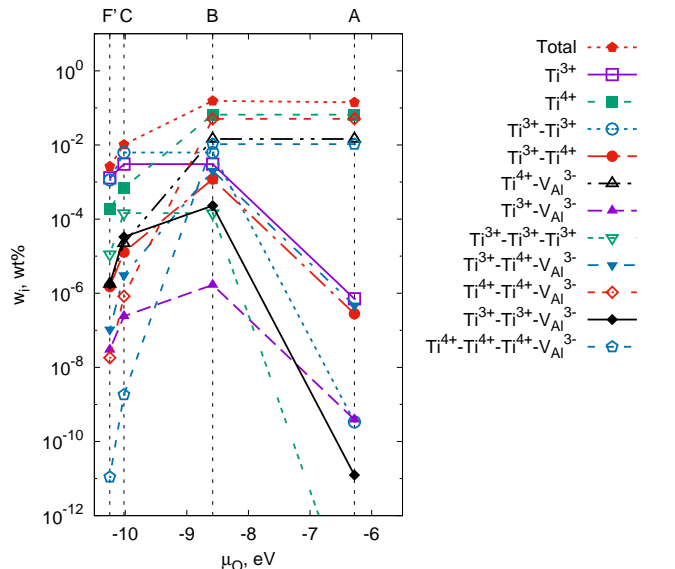 F' C B A
10^0
10^-2
10^-4
10^-6
10^-8
10^-10
10^-12
w_i, wt%
-10 -9 -8 -7 -6
μ_O, eV
Total
Ti^3+
Ti^4+
Ti^3+-Ti^3+
Ti^3+-Ti^4+
Ti^4+-V_Al^3-
Ti^3+-V_Al^3-
Ti^3+-Ti^3+-Ti^3+
Ti^3+-Ti^4+-V_Al^3-
Ti^4+-Ti^4+-V_Al^3-
Ti^3+-Ti^3+-V_Al^3-
Ti^4+-Ti^4+-Ti^4+-V_Al^3-